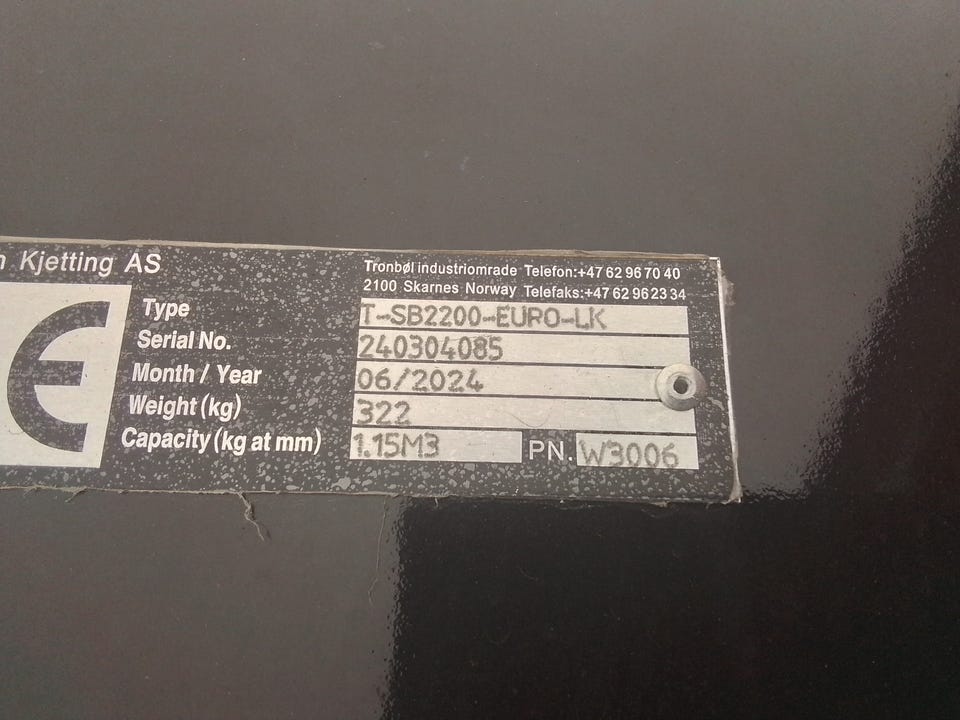 Kjetting AS
Tronbøl industriomrade Telefon:+47 62 96 70 40
2100 Skarnes Norway Telefaks:+47 62 96 23 34
CE
Type T-SB2200-EURO-LK
Serial No. 240304085
Month / Year 06/2024
Weight (kg) 322
Capacity (kg at mm) 1.15M3 PN. W3006